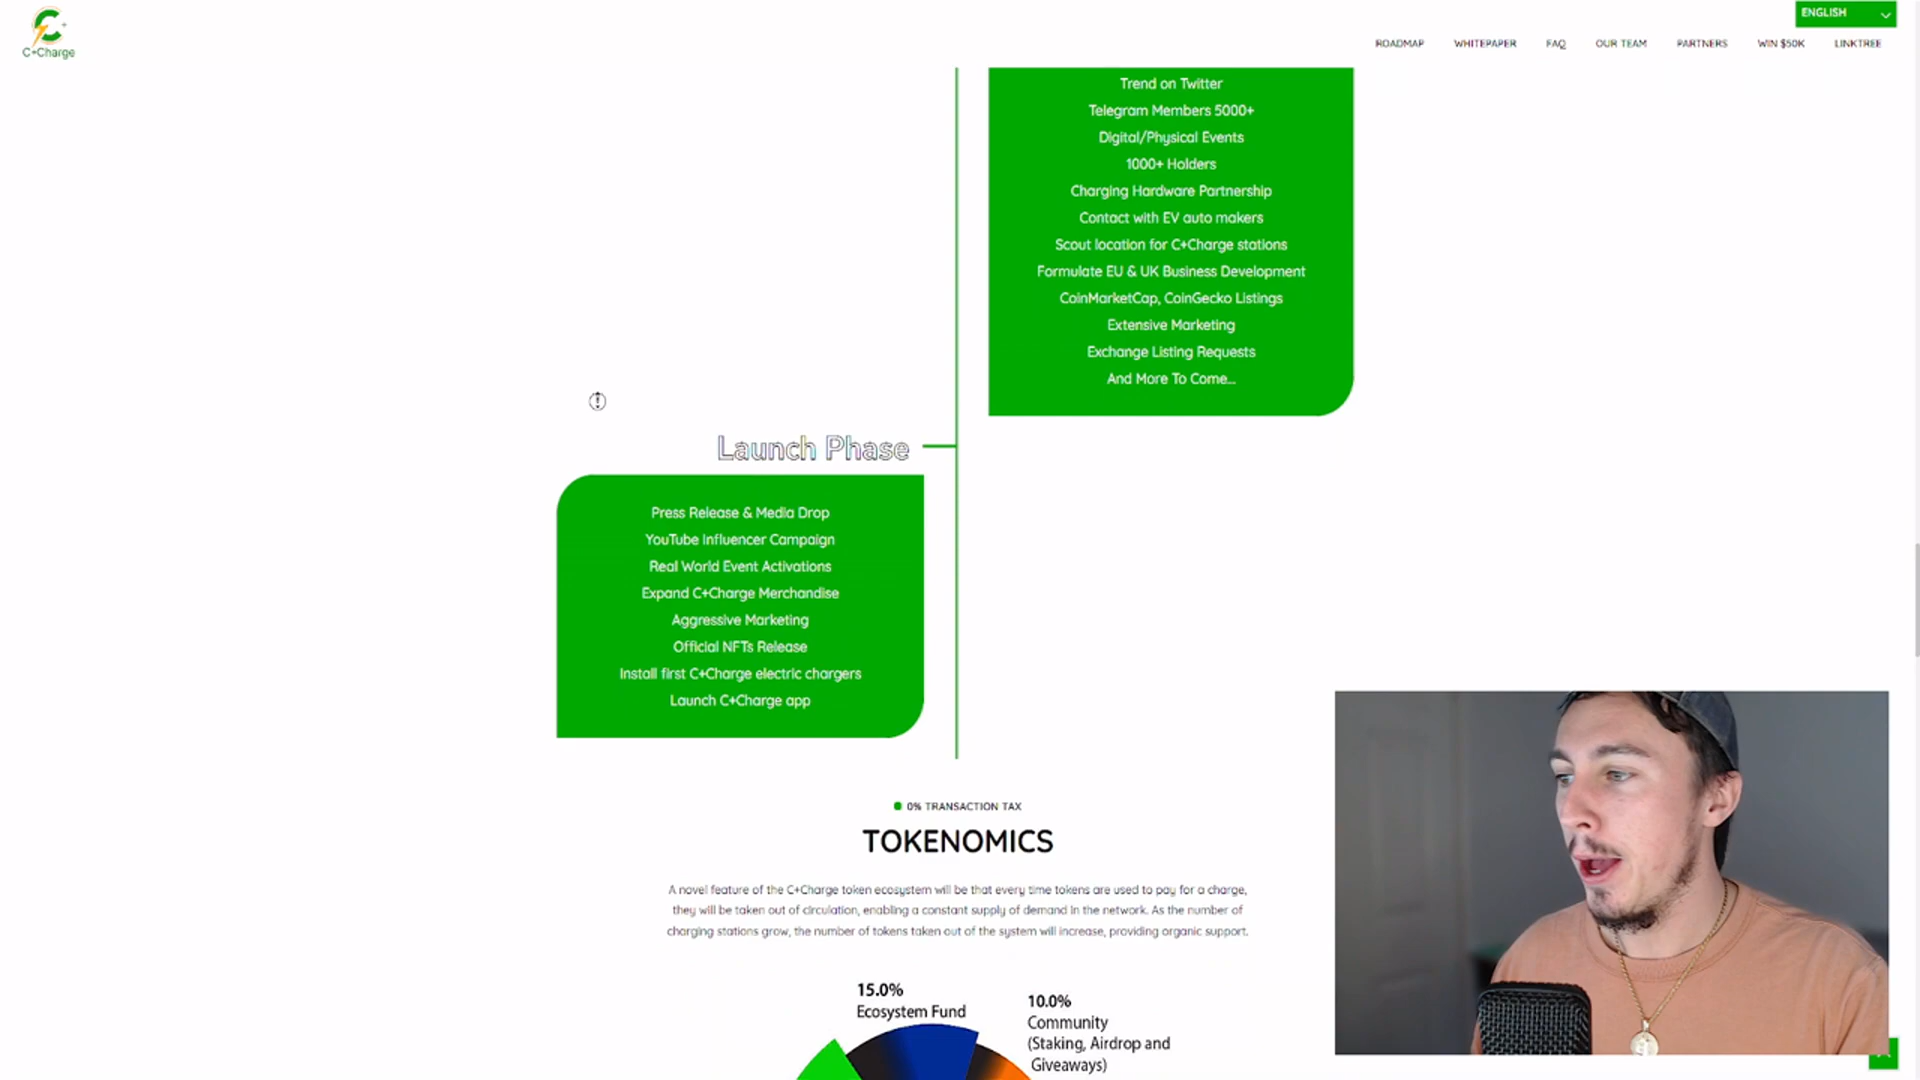 C+Charge
ENGLISH
ROADMAP WHITEPAPER FAQ OUR TEAM PARTNERS WIN $50K LINKTREE
Trend on Twitter
Telegram Members 5000+
Digital/Physical Events
1000+ Holders
Charging Hardware Partnership
Contact with EV auto makers
Scout location for C+Charge stations
Formulate EU & UK Business Development
CoinMarketCap, CoinGecko Listings
Extensive Marketing
Exchange Listing Requests
And More To Come...
Launch Phase
Press Release & Media Drop
YouTube Influencer Campaign
Real World Event Activations
Expand C+Charge Merchandise
Aggressive Marketing
Official NFTs Release
Install first C+Charge electric chargers
Launch C+Charge app
0% TRANSACTION TAX
TOKENOMICS
A novel feature of the C+Charge token ecosystem will be that every time tokens are used to pay for a charge,
they will be taken out of circulation, enabling a constant supply of demand in the network. As the number of
charging stations grow, the number of tokens taken out of the system will increase, providing organic support.
15.0%
Ecosystem Fund
10.0%
Community
(Staking, Airdrop and
Giveaways)